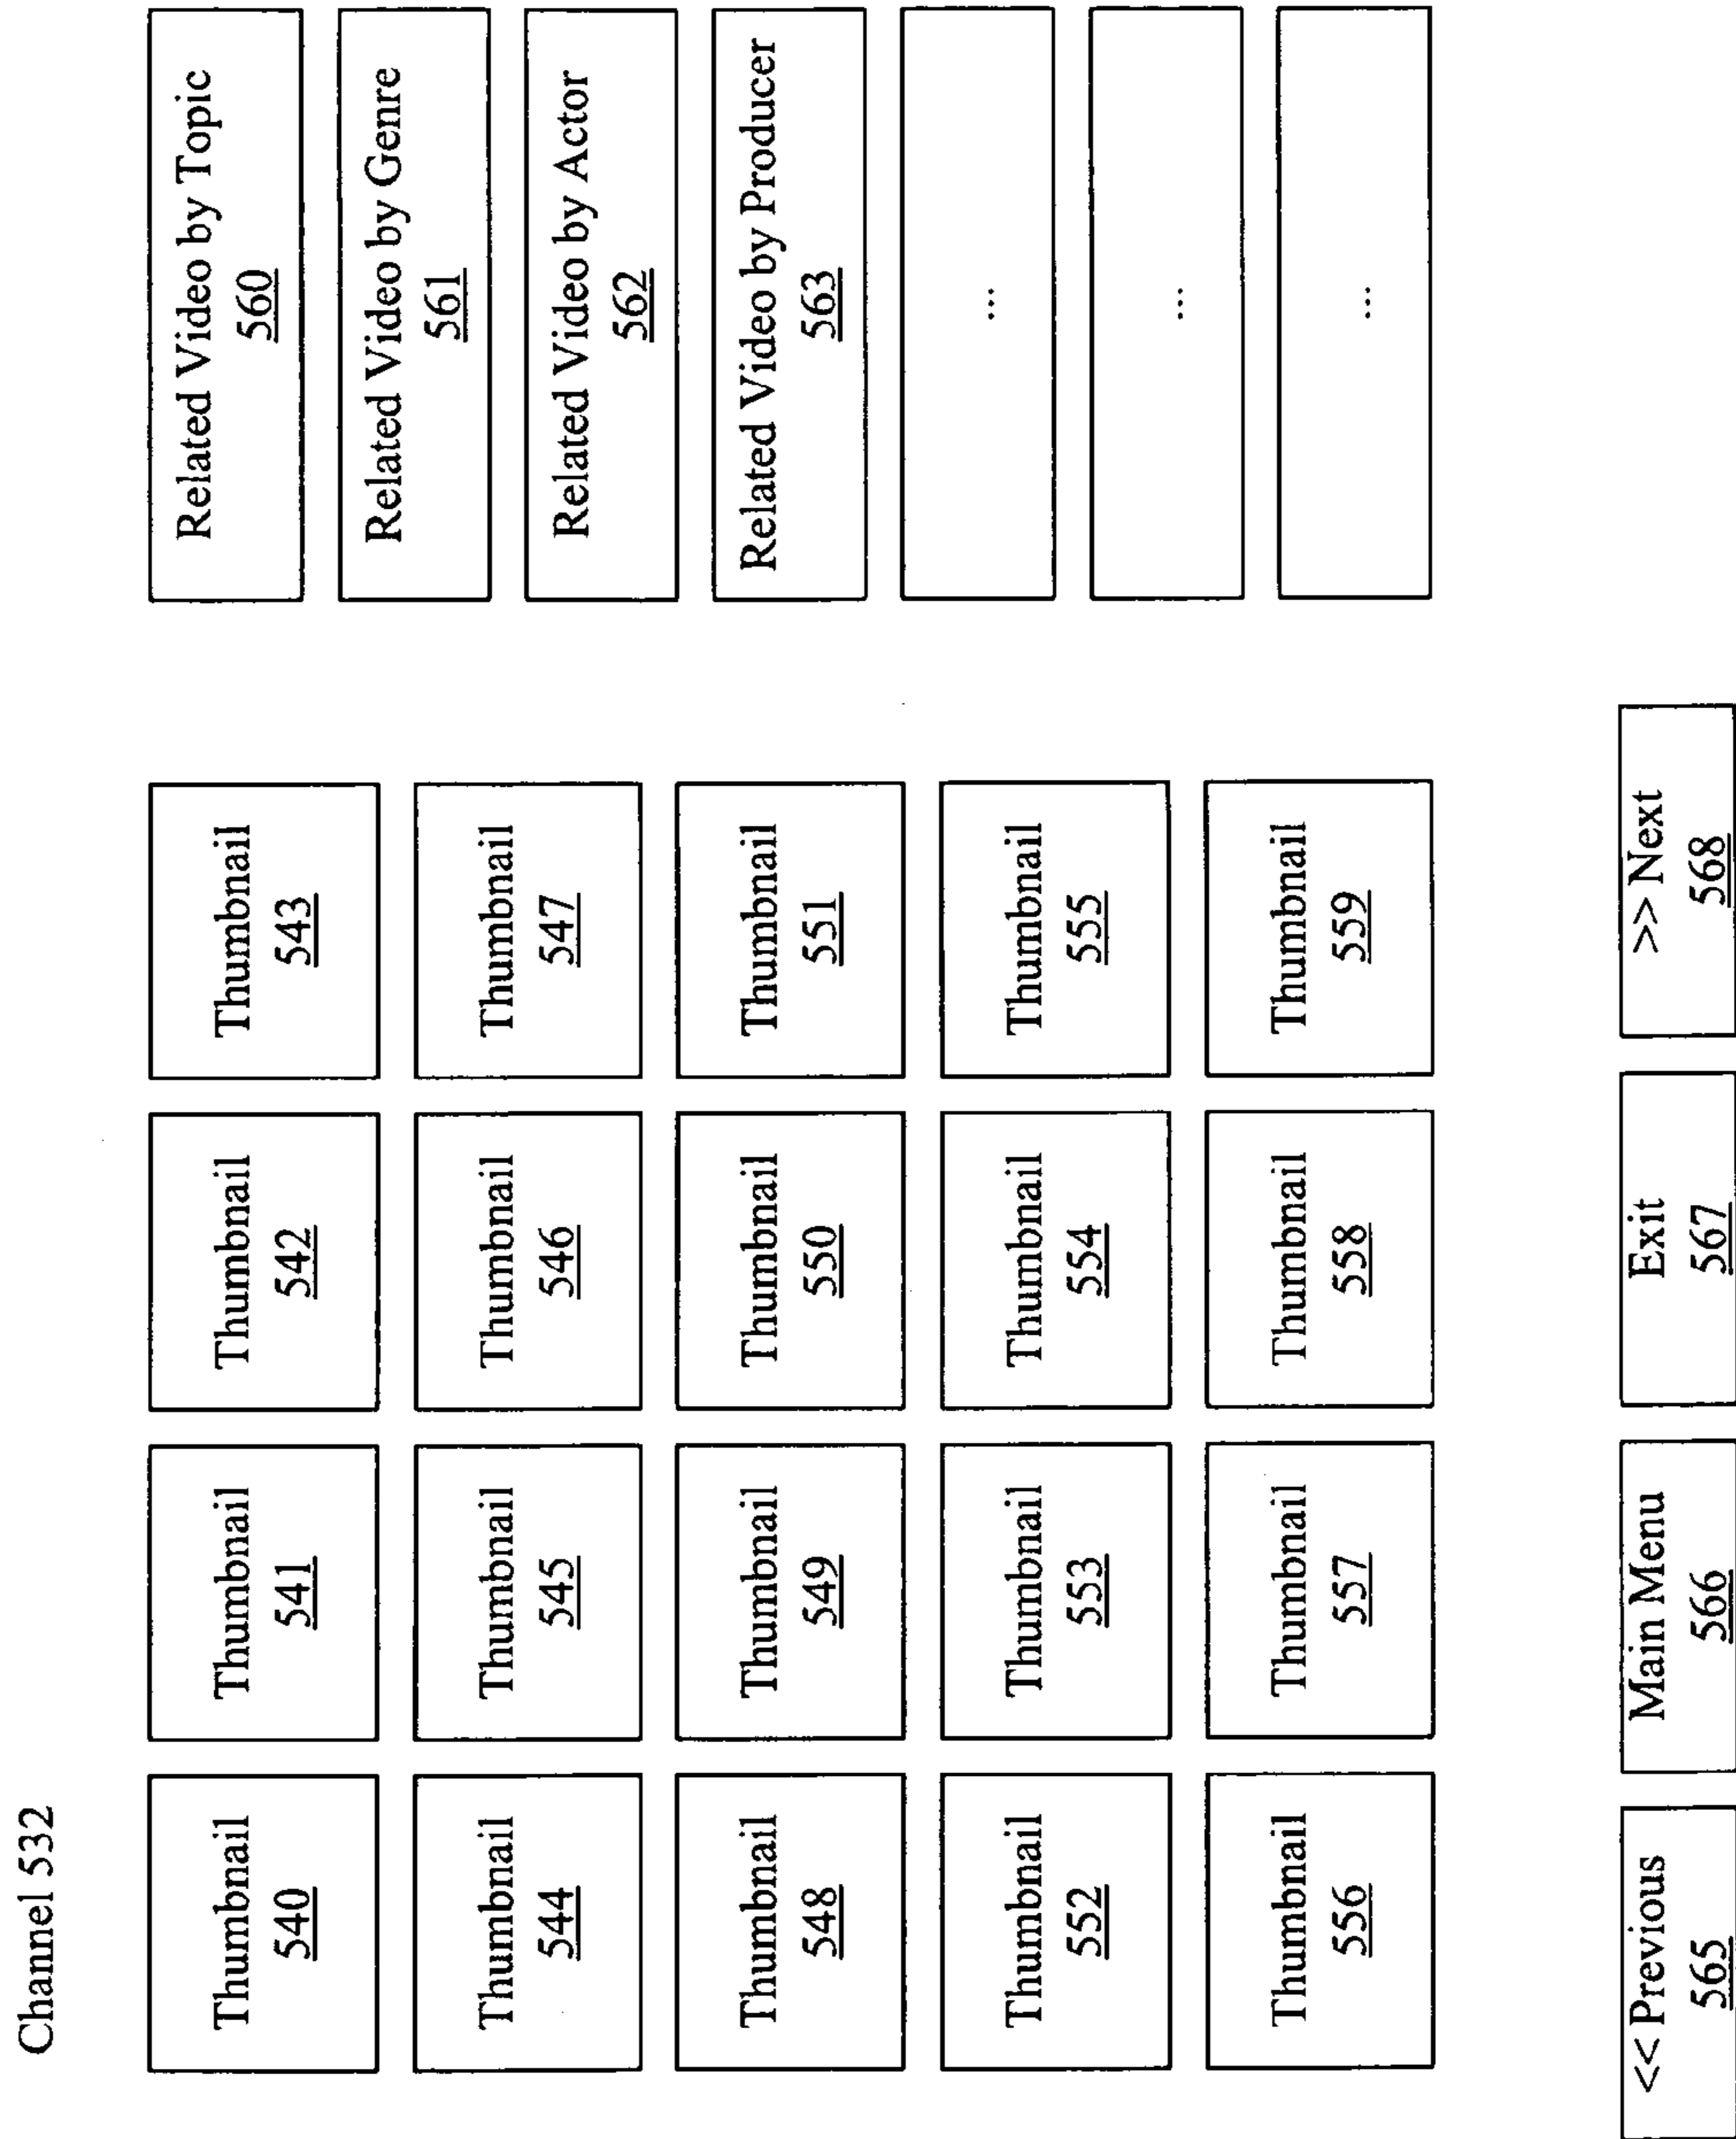 Channel 532
Thumbnail
540
Thumbnail
541
Thumbnail
542
Thumbnail
543
Related Video by Topic
560
Thumbnail
544
Thumbnail
545
Thumbnail
546
Thumbnail
547
Related Video by Genre
561
Thumbnail
548
Thumbnail
549
Thumbnail
550
Thumbnail
551
Related Video by Actor
562
Thumbnail
552
Thumbnail
553
Thumbnail
554
Thumbnail
555
Related Video by Producer
563
Thumbnail
556
Thumbnail
557
Thumbnail
558
Thumbnail
559
...
...
...
<< Previous
565
Main Menu
566
Exit
567
>> Next
568